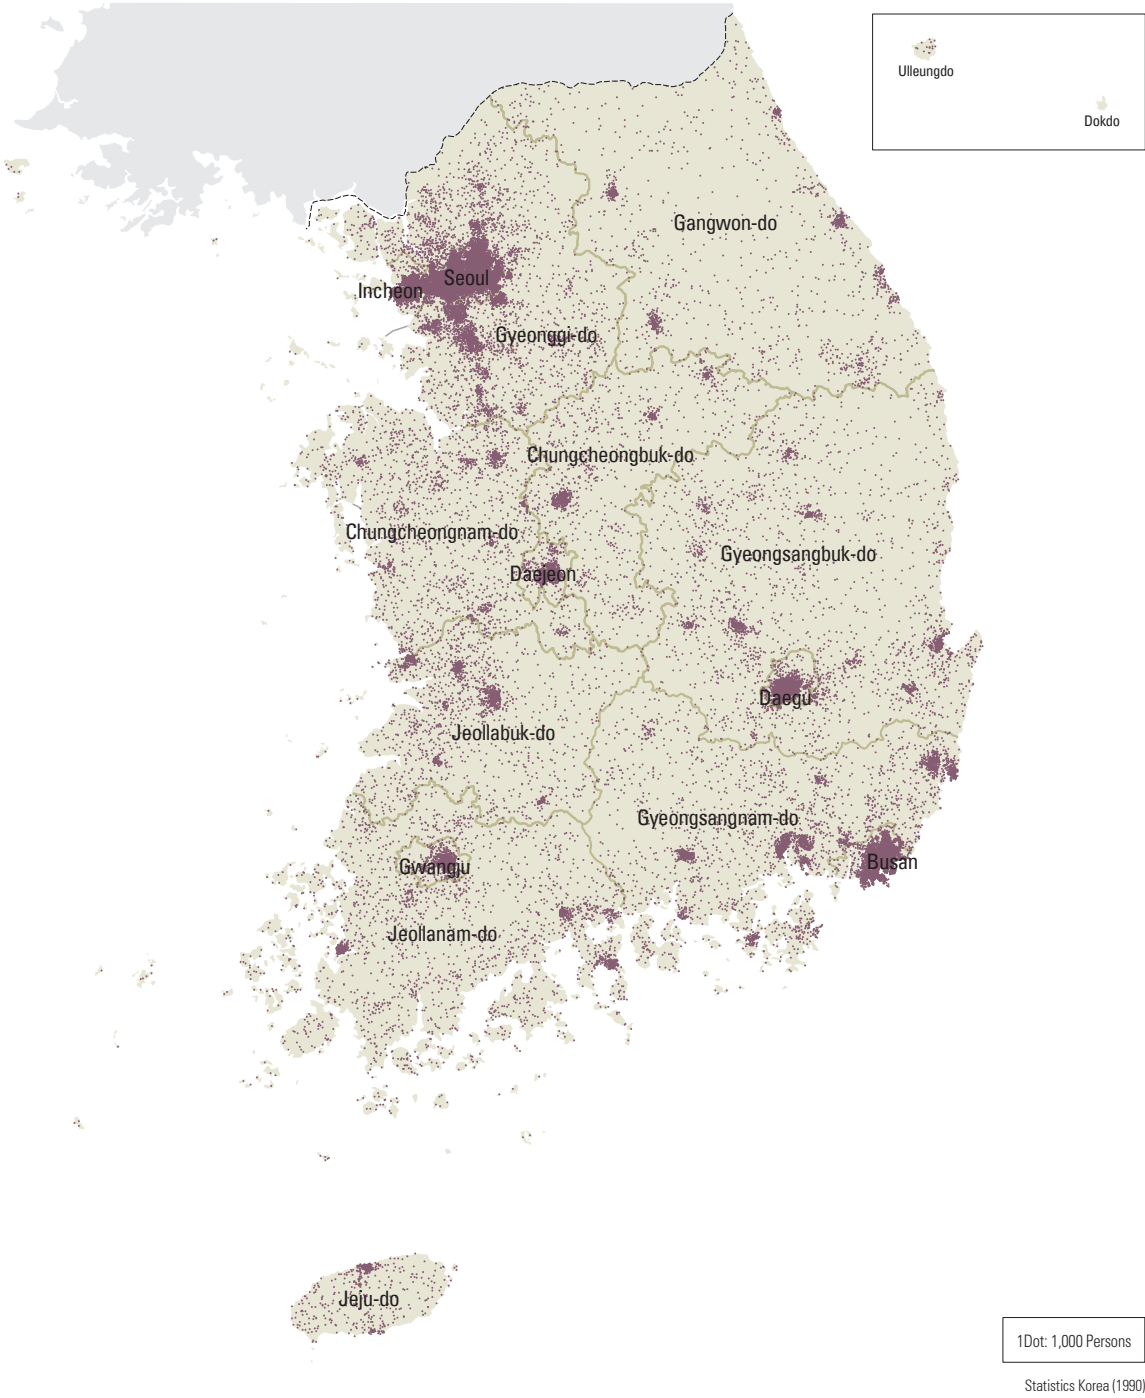 Ulleungdo
Dokdo
Gangwon-do
Seoul
Incheon
Gyeonggi-do
Chungcheongbuk-do
Chungcheongnam-do
Gyeongsangbuk-do
Daejeon
Daegu
Jeollabuk-do
Gyeongsangnam-do
Busan
Gwangju
Jeollanam-do
Jeju-do
1Dot: 1,000 Persons
Statistics Korea (1990)